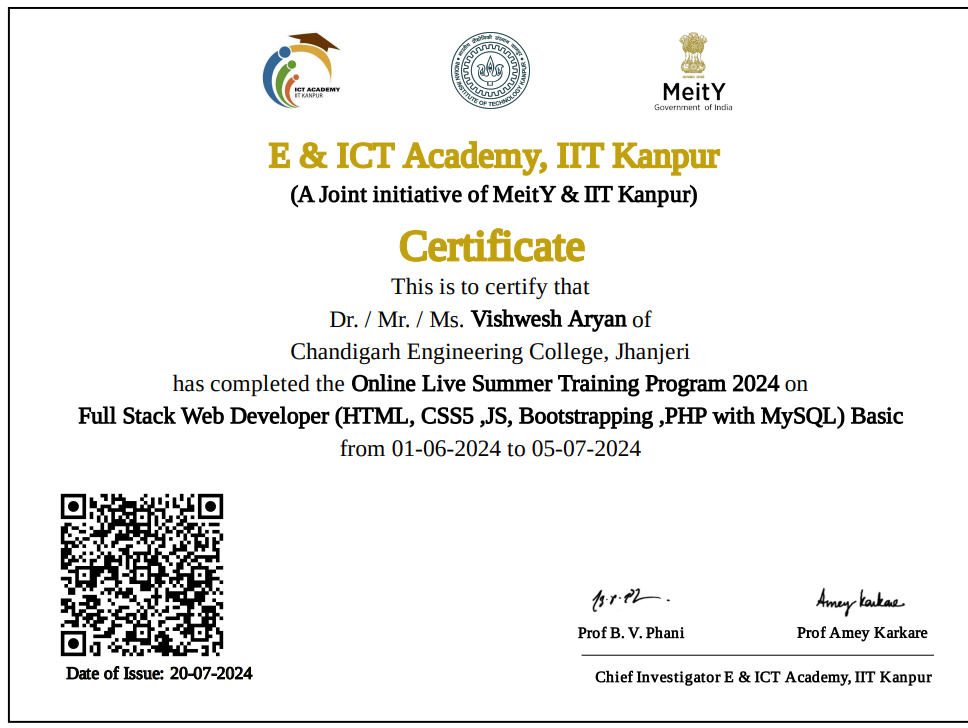 ICT ACADEMY
IIT KANPUR
INDIAN INSTITUTE OF TECHNOLOGY KANPUR
MeitY
Government of India
E & ICT Academy, IIT Kanpur
(A Joint initiative of MeitY & IIT Kanpur)
Certificate
This is to certify that
Dr. / Mr. / Ms. Vishwesh Aryan of
Chandigarh Engineering College, Jhanjeri
has completed the Online Live Summer Training Program 2024 on
Full Stack Web Developer (HTML, CSS5 ,JS, Bootstrapping ,PHP with MySQL) Basic
from 01-06-2024 to 05-07-2024
Amey Karkare
Prof B. V. Phani
Prof Amey Karkare
Date of Issue: 20-07-2024
Chief Investigator E & ICT Academy, IIT Kanpur